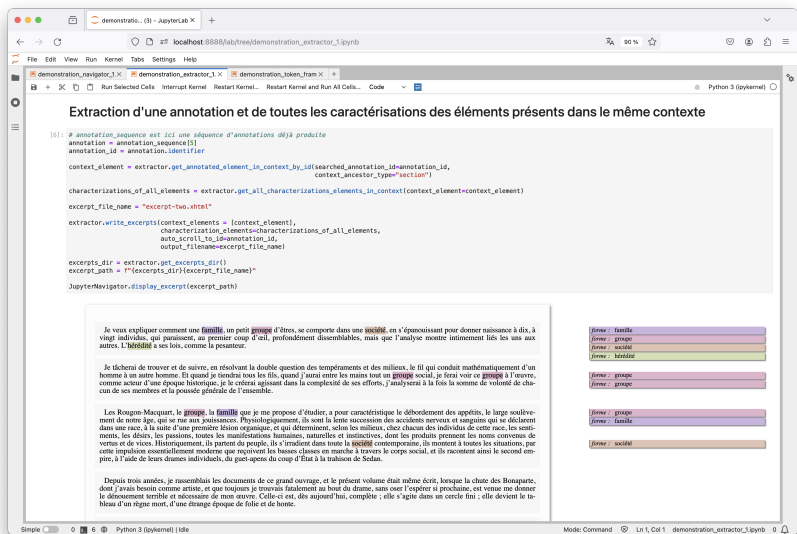 demonstratio... (3) - JupyterLab
localhost:8888/lab/tree/demonstration_extractor_1.ipynb
90 %
File Edit View Run Kernel Tabs Settings Help
demonstration_navigator_1. demonstration_extractor_1. demonstration_token_fram
Run Selected Cells Interrupt Kernel Restart Kernel... Restart Kernel and Run All Cells... Code Python 3 (ipykernel)
Extraction d'une annotation et de toutes les caractérisations des éléments présents dans le même contexte
[6]: # annotation_sequence est ici une séquence d'annotations déjà produite
annotation = annotation_sequence[5]
annotation_id = annotation.identifier
context_element = extractor.get_annotated_element_in_context_by_id(searched_annotation_id=annotation_id,
context_ancestor_type="section")
characterizations_of_all_elements = extractor.get_all_characterizations_elements_in_context(context_element=context_element)
excerpt_file_name = "excerpt-two.xhtml"
extractor.write_excerpts(context_elements = [context_element],
characterization_elements=characterizations_of_all_elements,
auto_scroll_to_id=annotation_id,
output_filename=excerpt_file_name)
excerpts_dir = extractor.get_excerpts_dir()
excerpt_path = f"{excerpts_dir}{excerpt_file_name}"
JupyterNavigator.display_excerpt(excerpt_path)
Je veux expliquer comment une famille, un petit groupe d'êtres, se comporte dans une société, en s'épanouissant pour donner naissance à dix, à
vingt individus, qui paraissent, au premier coup d'œil, profondément dissemblables, mais que l'analyse montre intimement liés les uns aux
autres. L'hérédité a ses lois, comme la pesanteur.
forme : famille
forme : groupe
forme : société
forme : hérédité
Je tâcherai de trouver et de suivre, en résolvant la double question des tempéraments et des milieux, le fil qui conduit mathématiquement d'un
homme à un autre homme. Et quand je tiendrai tous les fils, quand j'aurai entre les mains tout un groupe social, je ferai voir ce groupe à l'œuvre,
comme acteur d'une époque historique, je le créerai agissant dans la complexité de ses efforts, j'analyserai à la fois la somme de volonté de cha-
cun de ses membres et la poussée générale de l'ensemble.
forme : groupe
forme : groupe
Les Rougon-Macquart, le groupe, la famille que je me propose d'étudier, a pour caractéristique le débordement des appétits, le large soulève-
ment de notre âge, qui se rue aux jouissances. Physiologiquement, ils sont la lente succession des accidents nerveux et sanguins qui se déclarent
dans une race, à la suite d'une première lésion organique, et qui déterminent, selon les milieux, chez chacun des individus de cette race, les senti-
ments, les désirs, les passions, toutes les manifestations humaines, naturelles et instinctives, dont les produits prennent les noms convenus de
vertus et de vices. Historiquement, ils partent du peuple, ils s'irradient dans toute la société contemporaine, ils montent à toutes les situations, par
cette impulsion essentiellement moderne que reçoivent les basses classes en marche à travers le corps social, et ils racontent ainsi le second em-
pire, à l'aide de leurs drames individuels, du guet-apens du coup d'État à la trahison de Sedan.
forme : groupe
forme : famille
forme : société
Depuis trois années, je rassemblais les documents de ce grand ouvrage, et le présent volume était même écrit, lorsque la chute des Bonaparte,
dont j'avais besoin comme artiste, et que toujours je trouvais fatalement au bout du drame, sans oser l'espérer si prochaine, est venue me donner
le dénouement terrible et nécessaire de mon œuvre. Celle-ci est, dès aujourd'hui, complète ; elle s'agite dans un cercle fini ; elle devient le ta-
bleau d'un règne mort, d'une étrange époque de folie et de honte.
Simple 0 6 Python 3 (ipykernel) | Idle Mode: Command Ln 1, Col 1 demonstration_extractor_1.ipynb 0